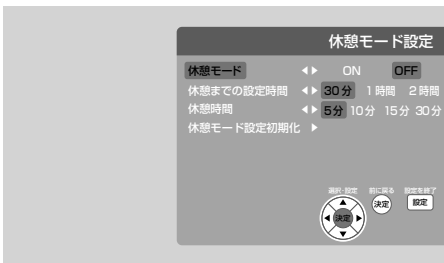 休憩モード設定
休憩モード ON OFF
休憩までの設定時間 30分 1時間 2時間
休憩時間 5分 10分 15分 30分
休憩モード設定初期化
選択・設定 前に戻る 設定を終了
決定 決定 設定